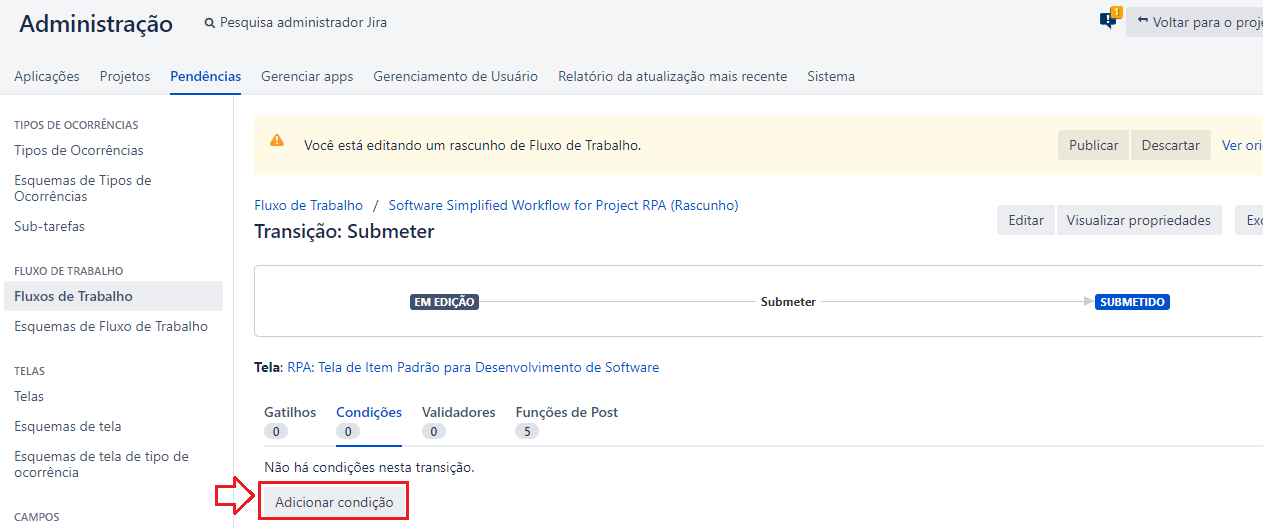 Administração
Pesquisa administrador Jira
1
Voltar para o proj
Aplicações Projetos Pendências Gerenciar apps Gerenciamento de Usuário Relatório da atualização mais recente Sistema
TIPOS DE OCORRÊNCIAS
Tipos de Ocorrências
Esquemas de Tipos de
Ocorrências
Sub-tarefas
FLUXO DE TRABALHO
Fluxos de Trabalho
Esquemas de Fluxo de Trabalho
TELAS
Telas
Esquemas de tela
Esquemas de tela de tipo de
ocorrência
CAMPOS
Você está editando um rascunho de Fluxo de Trabalho.
Publicar Descartar Ver ori
Fluxo de Trabalho / Software Simplified Workflow for Project RPA (Rascunho)
Transição: Submeter
Editar Visualizar propriedades Exc
EM EDIÇÃO Submeter SUBMETIDO
Tela: RPA: Tela de Item Padrão para Desenvolvimento de Software
Gatilhos Condições Validadores Funções de Post
0 0 0 5
Não há condições nesta transição.
Adicionar condição